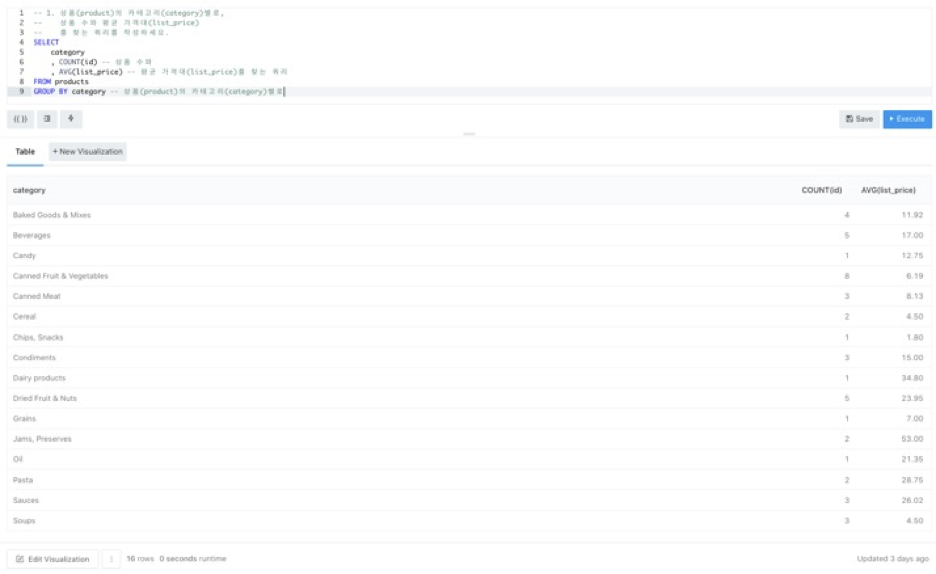 1 -- 1. 상품(product)의 카테고리(category)별로,
2 -- 상품 수와 평균 가격대(list_price)
3 -- 를 찾는 쿼리를 작성하세요.
4 SELECT
5 category
6 , COUNT(id) -- 상품 수와
7 , AVG(list_price) -- 평균 가격대(list_price)를 찾는 쿼리
8 FROM products
9 GROUP BY category -- 상품(product)의 카테고리(category)별로
{{ }}
Save Execute
Table + New Visualization
category COUNT(id) AVG(list_price)
Baked Goods & Mixes 4 11.92
Beverages 5 17.00
Candy 1 12.75
Canned Fruit & Vegetables 8 6.19
Canned Meat 3 8.13
Cereal 2 4.50
Chips, Snacks 1 1.80
Condiments 3 15.00
Dairy products 1 34.80
Dried Fruit & Nuts 5 23.95
Grains 1 7.00
Jams, Preserves 2 53.00
Oil 1 21.35
Pasta 2 28.75
Sauces 3 26.02
Soups 3 4.50
Edit Visualization 16 rows 0 seconds runtime Updated 3 days ago